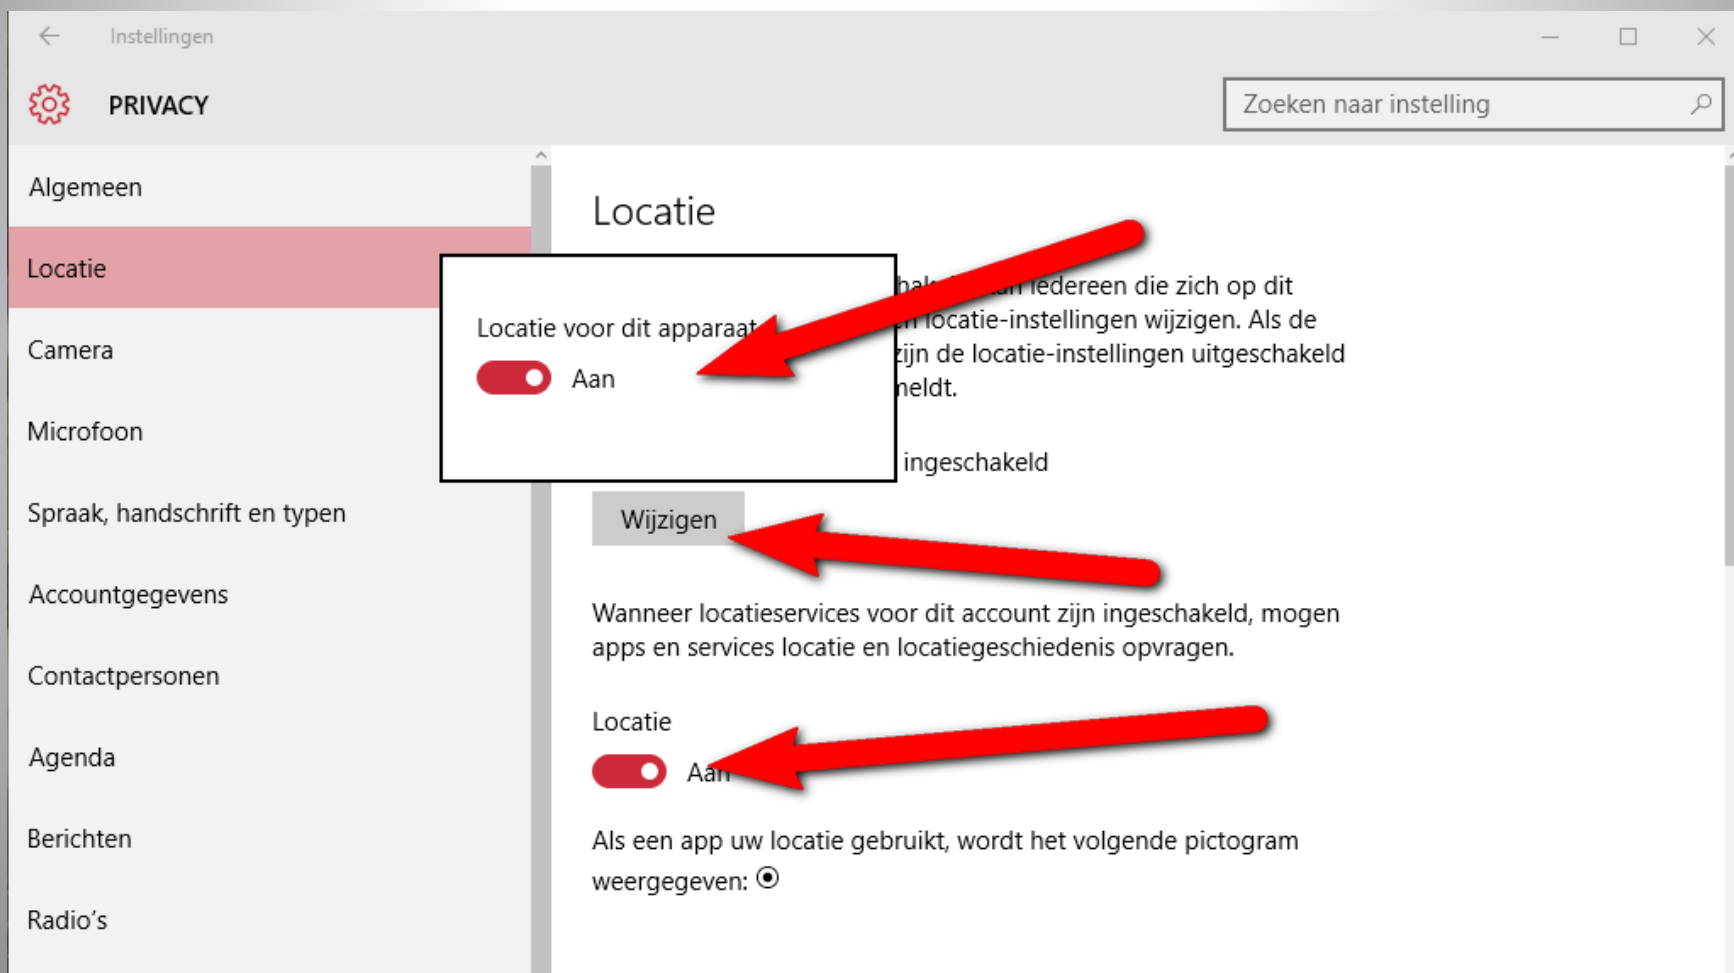 Instellingen
PRIVACY
Zoeken naar instelling
Algemeen
Locatie
Camera
Microfoon
Spraak, handschrift en typen
Accountgegevens
Contactpersonen
Agenda
Berichten
Radio's
Locatie
iedereen die zich op dit
locatie-instellingen wijzigen. Als de
zijn de locatie-instellingen uitgeschakeld
meldt.
Locatie voor dit apparaat
Aan
ingeschakeld
Wijzigen
Wanneer locatieservices voor dit account zijn ingeschakeld, mogen
apps en services locatie en locatiegeschiedenis opvragen.
Locatie
Aan
Als een app uw locatie gebruikt, wordt het volgende pictogram
weergegeven: